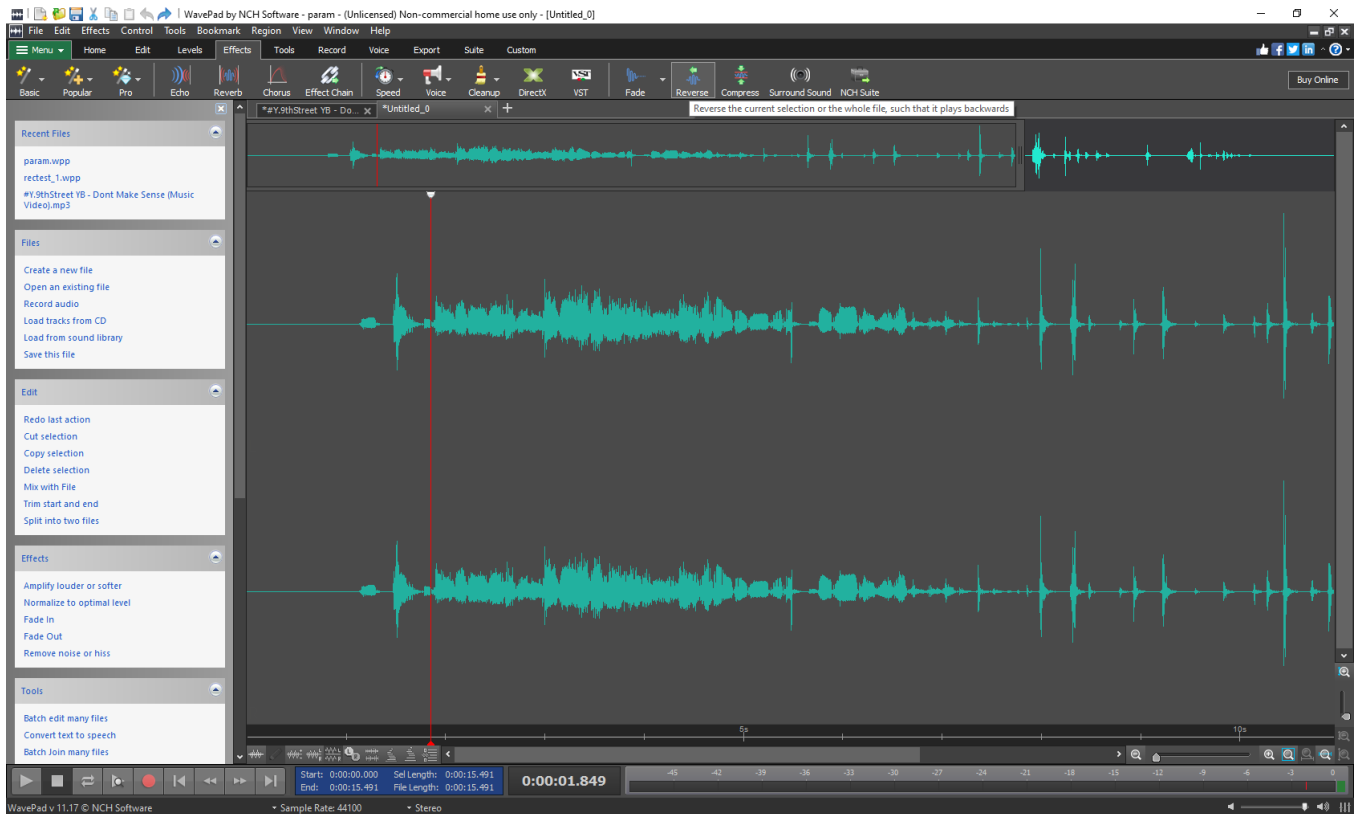 WavePad by NCH Software - param - (Unlicensed) Non-commercial home use only - [Untitled_0]
File Edit Effects Control Tools Bookmark Region View Window Help
Menu Home Edit Levels Effects Tools Record Voice Export Suite Custom
Basic Popular Pro Echo Reverb Chorus Effect Chain Speed Voice Cleanup DirectX VST Fade Reverse Compress Surround Sound NCH Suite Buy Online
*#Y.9thStreet YB - Do... *Untitled_0
Reverse the current selection or the whole file, such that it plays backwards
Recent Files
param.wpp
rectest_1.wpp
#Y.9thStreet YB - Dont Make Sense (Music
Video).mp3
Files
Create a new file
Open an existing file
Record audio
Load tracks from CD
Load from sound library
Save this file
Edit
Redo last action
Cut selection
Copy selection
Delete selection
Mix with File
Trim start and end
Split into two files
Effects
Amplify louder or softer
Normalize to optimal level
Fade In
Fade Out
Remove noise or hiss
Tools
Batch edit many files
Convert text to speech
Batch Join many files
5s 10s
Start: 0:00:00.000 Sel Length: 0:00:15.491
End: 0:00:15.491 File Length: 0:00:15.491
0:00:01.849
-45 -42 -39 -36 -33 -30 -27 -24 -21 -18 -15 -12 -9 -6 -3 0
WavePad v 11.17 © NCH Software Sample Rate: 44100 Stereo